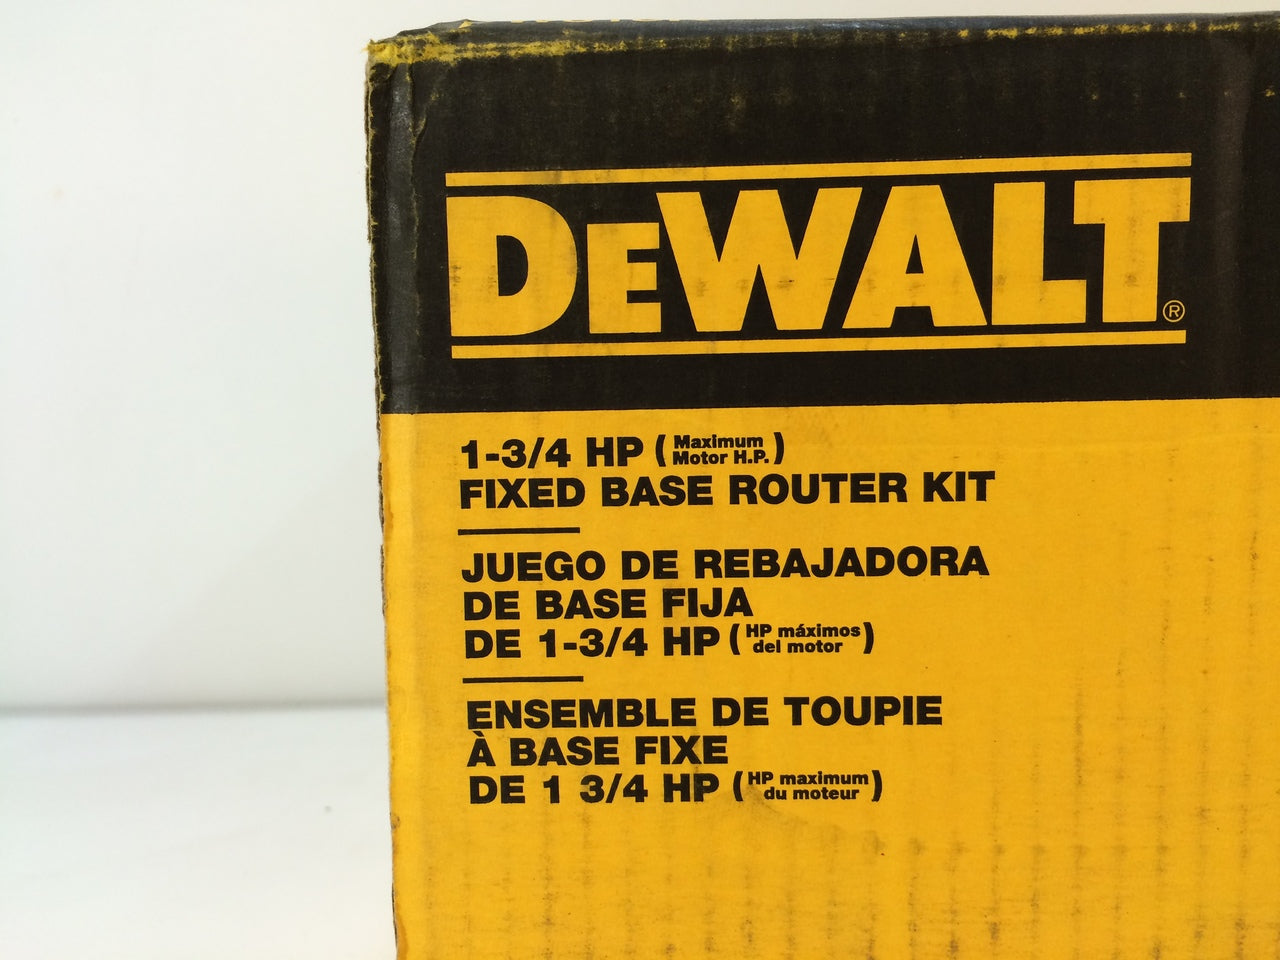 DEWALT®
1-3/4 HP (Maximum Motor H.P.)
FIXED BASE ROUTER KIT
JUEGO DE REBAJADORA
DE BASE FIJA
DE 1-3/4 HP (HP máximos del motor)
ENSEMBLE DE TOUPIE
À BASE FIXE
DE 1 3/4 HP (HP maximum du moteur)